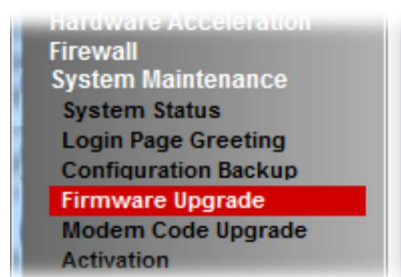 Hardware Acceleration
Firewall
System Maintenance
System Status
Login Page Greeting
Configuration Backup
Firmware Upgrade
Modem Code Upgrade
Activation